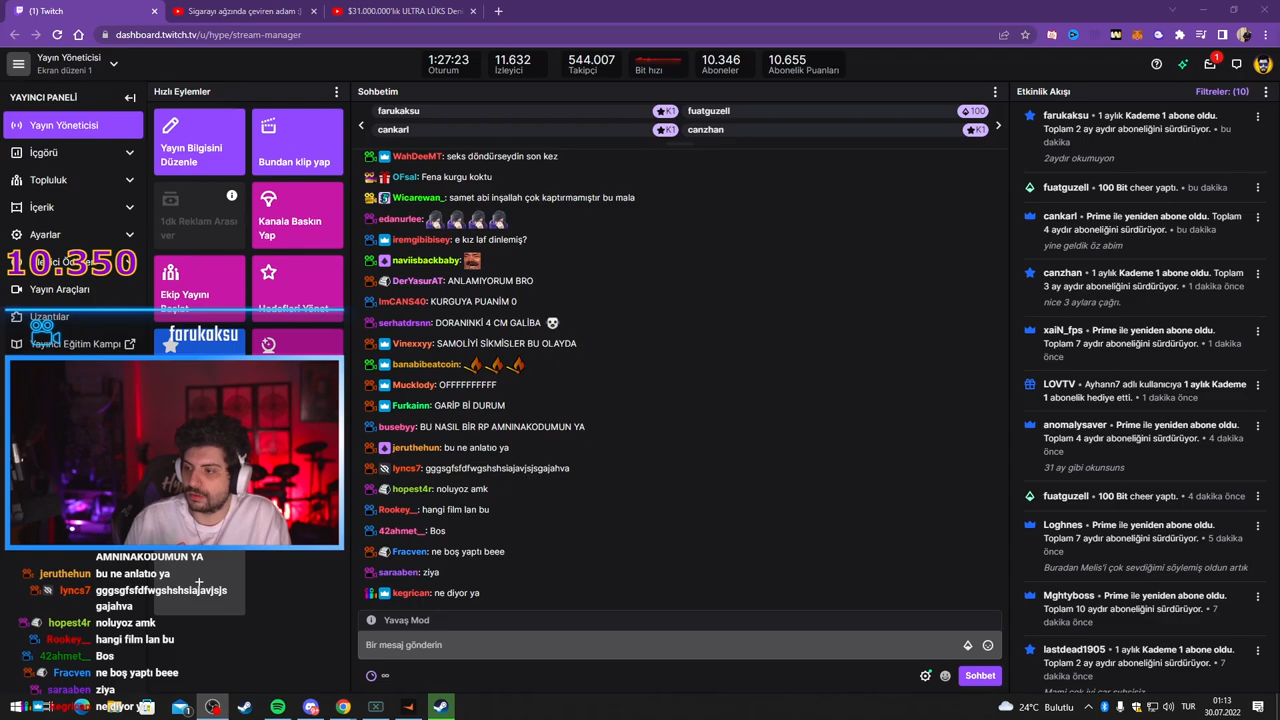 (1) Twitch
Sigarayı ağzında çeviren adam :)
$31.000.000'lık ULTRA LÜKS Den
dashboard.twitch.tv/u/hype/stream-manager
Yayın Yöneticisi
Ekran düzeni 1
1:27:23
Oturum
11.632
İzleyici
544.007
Takipçi
Bit hızı
10.346
Aboneler
10.655
Abonelik Puanları
1
YAYINCI PANELİ
Yayın Yöneticisi
İçgörü
Topluluk
İçerik
Ayarlar
10.350
Yayın Araçları
Uzantılar
Yayıncı Eğitim Kampı
Hızlı Eylemler
Yayın Bilgisini
Düzenle
Bundan klip yap
1dk Reklam Arası
ver
Kanala Baskın
Yap
Ekip Yayını
Başlat
Hedefleri Yönet
farukaksu
AMNINAKODUMUN YA
jeruthehun: bu ne anlatıo ya
lyncs7: gggsgfsfdfwgshshsiajavjsjs
gajahva
hopest4r: noluyoz amk
Rookey__: hangi film lan bu
42ahmet__: Bos
Fracven: ne boş yaptı beee
saraaben: ziya
kegrican: ne diyor ya
Sohbetim
farukaksu K1
fuatguzell 100
cankarl K1
canzhan K1
WahDeeMT: seks döndürseydin son kez
OFsal: Fena kurgu koktu
Wicarewan_: samet abi inşallah çok kaptırmamıştır bu mala
edanurlee:
iremgibibisey: e kız laf dinlemiş?
naviisbackbaby:
DerYasurAT: ANLAMIYORUM BRO
ImCANS40: KURGUYA PUANİM 0
serhatdrsnn: DORANINKİ 4 CM GALİBA
Vinexxyy: SAMOLİYİ SİKMİSLER BU OLAYDA
banabibeatcoin:
Mucklody: OFFFFFFFFFF
Furkainn: GARİP Bİ DURUM
busebyy: BU NASIL BİR RP AMNINAKODUMUN YA
jeruthehun: bu ne anlatıo ya
lyncs7: gggsgfsfdfwgshshsiajavjsjsgajahva
hopest4r: noluyoz amk
Rookey__: hangi film lan bu
42ahmet__: Bos
Fracven: ne boş yaptı beee
saraaben: ziya
kegrican: ne diyor ya
Yavaş Mod
Bir mesaj gönderin
Sohbet
Etkinlik Akışı
Filtreler: (10)
farukaksu • 1 aylık Kademe 1 abone oldu.
Toplam 2 ay aydır aboneliğini sürdürüyor. • bu
dakika
2aydır okumuyon
fuatguzell • 100 Bit cheer yaptı. • bu dakika
cankarl • Prime ile yeniden abone oldu. Toplam
4 aydır aboneliğini sürdürüyor. • bu dakika
yine geldik öz abim
canzhan • 1 aylık Kademe 1 abone oldu. Toplam
3 ay aydır aboneliğini sürdürüyor. • 1 dakika önce
nice 3 aylara çağrı.
xaiN_fps • Prime ile yeniden abone oldu.
Toplam 7 aydır aboneliğini sürdürüyor. • 1 dakika
önce
LOVTV • Ayhann7 adlı kullanıcıya 1 aylık Kademe
1 abonelik hediye etti. • 1 dakika önce
anomalysaver • Prime ile yeniden abone oldu.
Toplam 4 aydır aboneliğini sürdürüyor. • 4 dakika
önce
31 ay gibi okunsuns
fuatguzell • 100 Bit cheer yaptı. • 4 dakika önce
Loghnes • Prime ile yeniden abone oldu.
Toplam 7 aydır aboneliğini sürdürüyor. • 5 dakika
önce
Buradan Melis'i çok sevdiğimi söylemiş oldun artık
Mghtyboss • Prime ile yeniden abone oldu.
Toplam 10 aydır aboneliğini sürdürüyor. • 7
dakika önce
lastdead1905 • 1 aylık Kademe 1 abone oldu.
Toplam 2 ay aydır aboneliğini sürdürüyor. • 7
dakika önce
24°C Bulutlu
TUR
01:13
30.07.2022